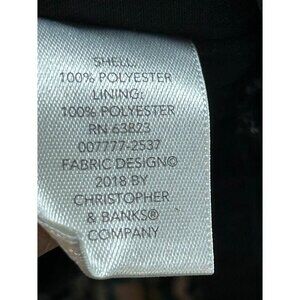 SHELL:
100% POLYESTER
LINING:
100% POLYESTER
RN 63823
007777-2537
FABRIC DESIGN©
2018 BY
CHRISTOPHER
& BANKS®
COMPANY